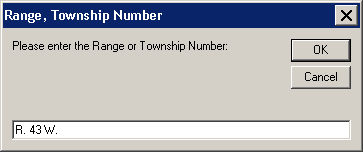 Range, Township Number
Please enter the Range or Township Number:
OK
Cancel
R. 43 W.